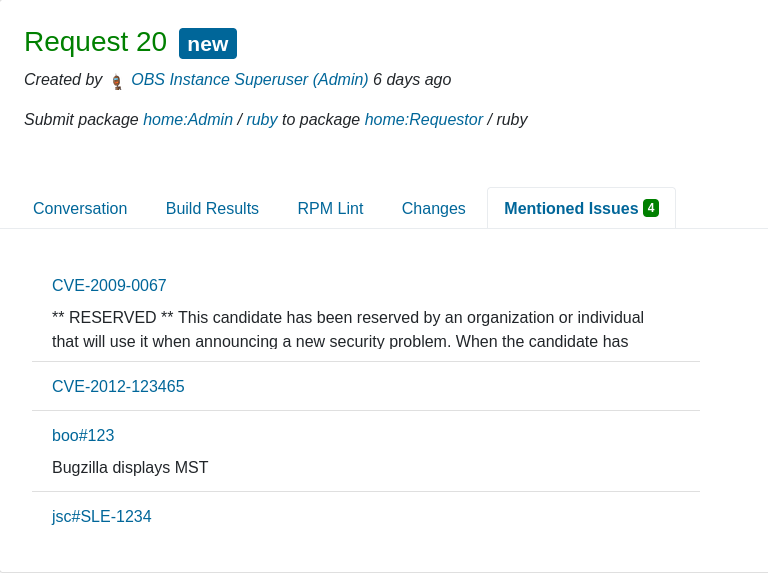 Request 20 new
Created by OBS Instance Superuser (Admin) 6 days ago
Submit package home:Admin / ruby to package home:Requestor / ruby
Conversation Build Results RPM Lint Changes Mentioned Issues 4
CVE-2009-0067
** RESERVED ** This candidate has been reserved by an organization or individual
that will use it when announcing a new security problem. When the candidate has
CVE-2012-123465
boo#123
Bugzilla displays MST
jsc#SLE-1234